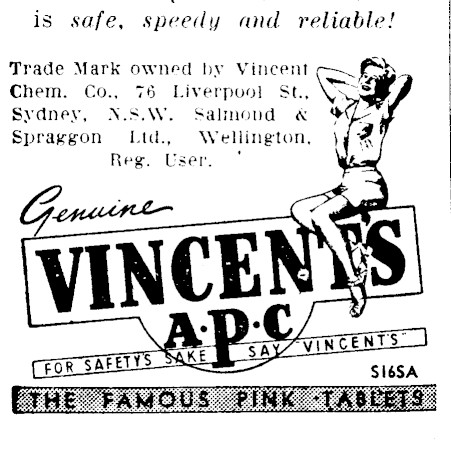 is safe, speedy and reliable!
Trade Mark owned by Vincent
Chem. Co., 76 Liverpool St.,
Sydney, N.S.W. Salmond &
Spraggon Ltd., Wellington,
Reg. User.
Genuine
VINCENT'S
A·P·C
FOR SAFETY'S SAKE SAY "VINCENT'S"
S16SA
THE FAMOUS PINK TABLETS